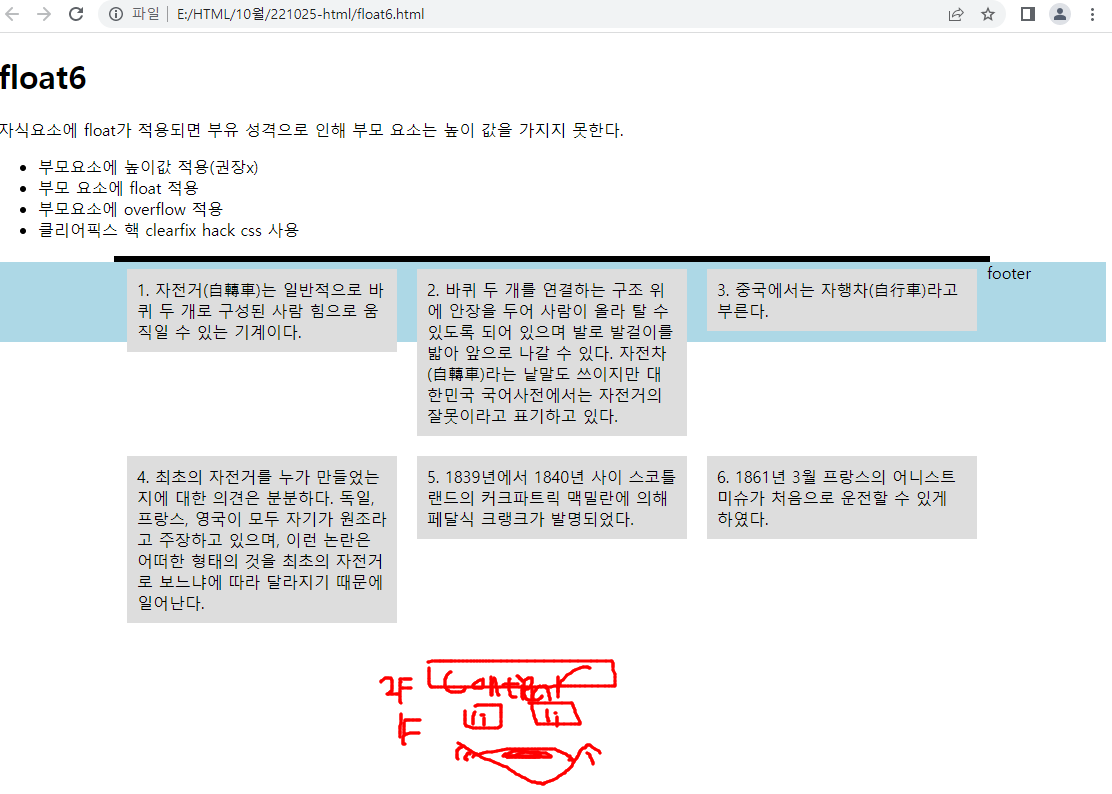 파일 E:/HTML/10월/221025-html/float6.html
float6
자식요소에 float가 적용되면 부유 성격으로 인해 부모 요소는 높이 값을 가지지 못한다.
부모요소에 높이값 적용(권장x)
부모 요소에 float 적용
부모요소에 overflow 적용
클리어픽스 핵 clearfix hack css 사용
1. 자전거(自轉車)는 일반적으로 바
퀴 두 개로 구성된 사람 힘으로 움
직일 수 있는 기계이다.
2. 바퀴 두 개를 연결하는 구조 위
에 안장을 두어 사람이 올라 탈 수
있도록 되어 있으며 발로 발걸이를
밟아 앞으로 나갈 수 있다. 자전차
(自轉車)라는 낱말도 쓰이지만 대
한민국 국어사전에서는 자전거의
잘못이라고 표기하고 있다.
3. 중국에서는 자행차(自行車)라고
부른다.
footer
4. 최초의 자전거를 누가 만들었는
지에 대한 의견은 분분하다. 독일,
프랑스, 영국이 모두 자기가 원조라
고 주장하고 있으며, 이런 논란은
어떠한 형태의 것을 최초의 자전거
로 보느냐에 따라 달라지기 때문에
일어난다.
5. 1839년에서 1840년 사이 스코틀
랜드의 커크파트릭 맥밀란에 의해
페달식 크랭크가 발명되었다.
6. 1861년 3월 프랑스의 어니스트
미슈가 처음으로 운전할 수 있게
하였다.
2F
1F li li